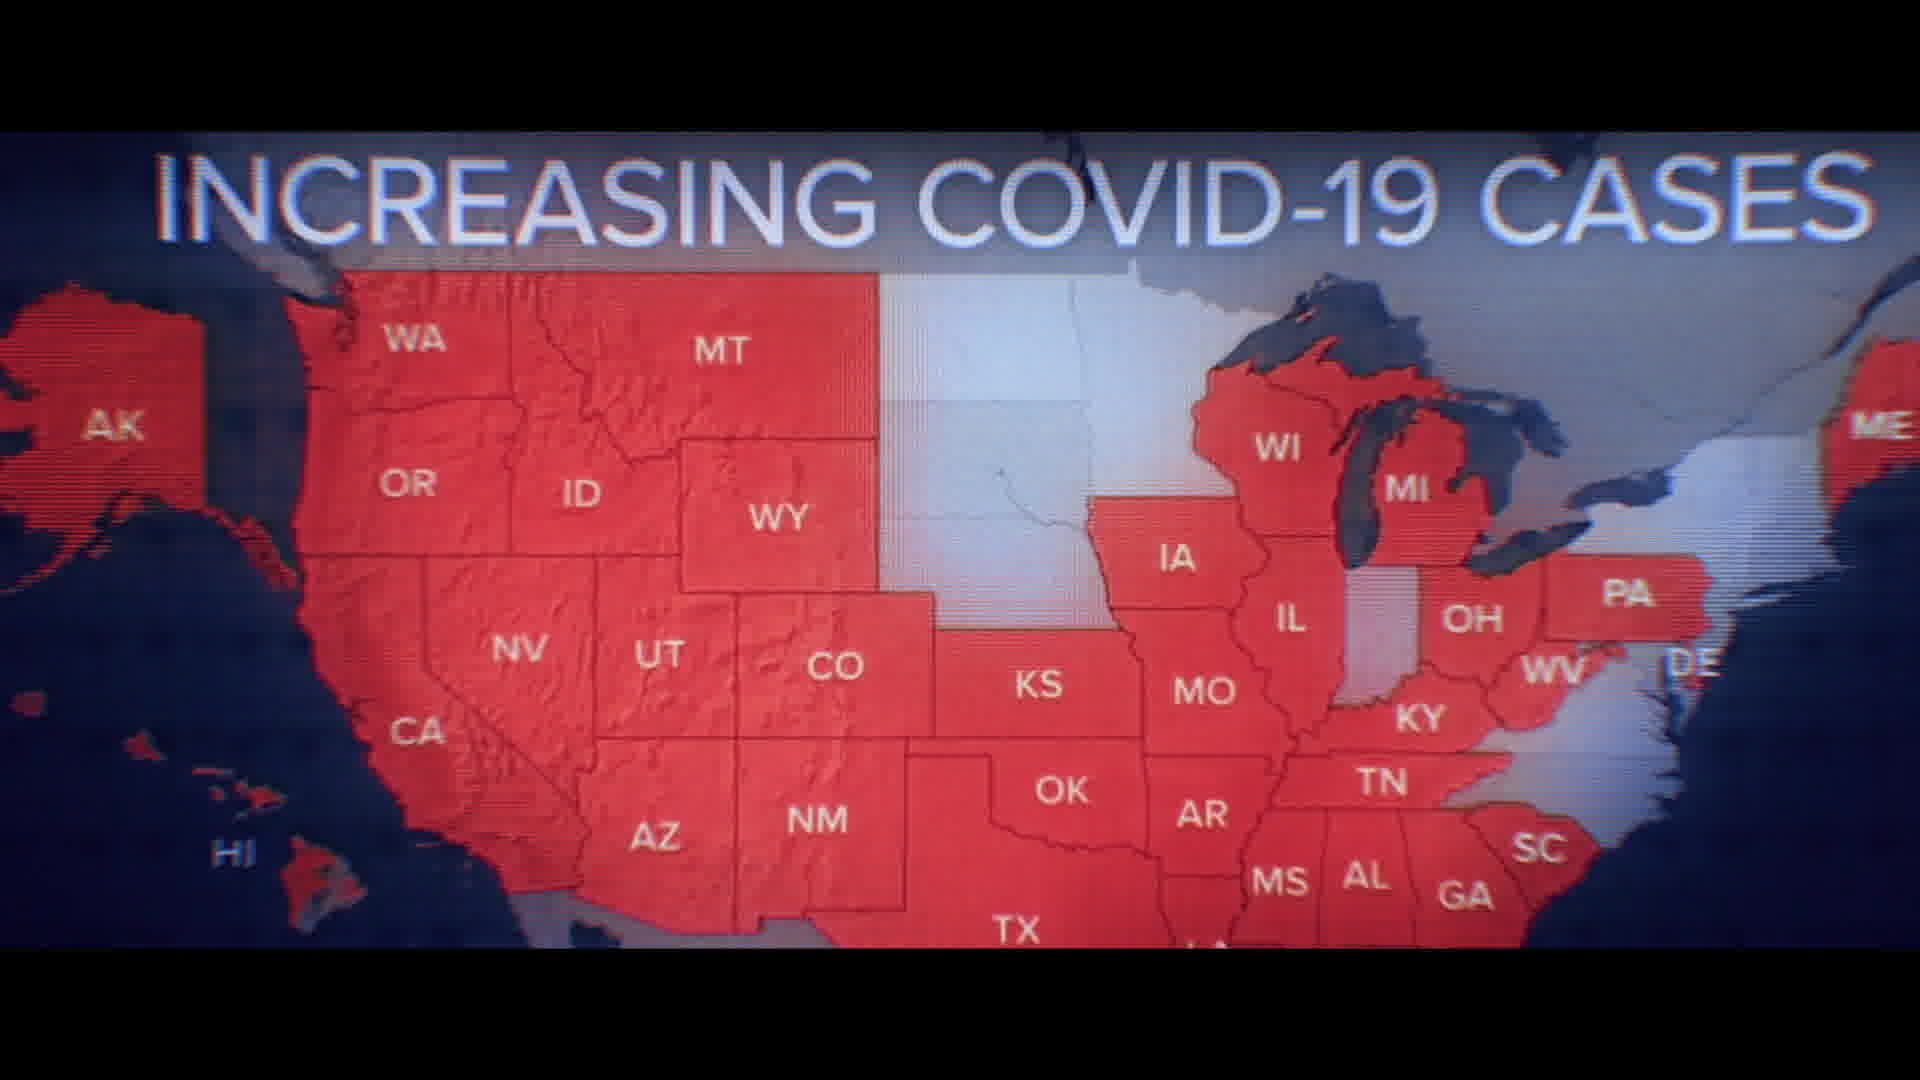 INCREASING COVID-19 CASES
WA
MT
AK
ME
OR
ID
WI
MI
WY
IA
PA
IL
OH
NV
UT
CO
KS
MO
WV
DE
CA
KY
OK
TN
AZ
NM
AR
HI
SC
MS
AL
GA
TX